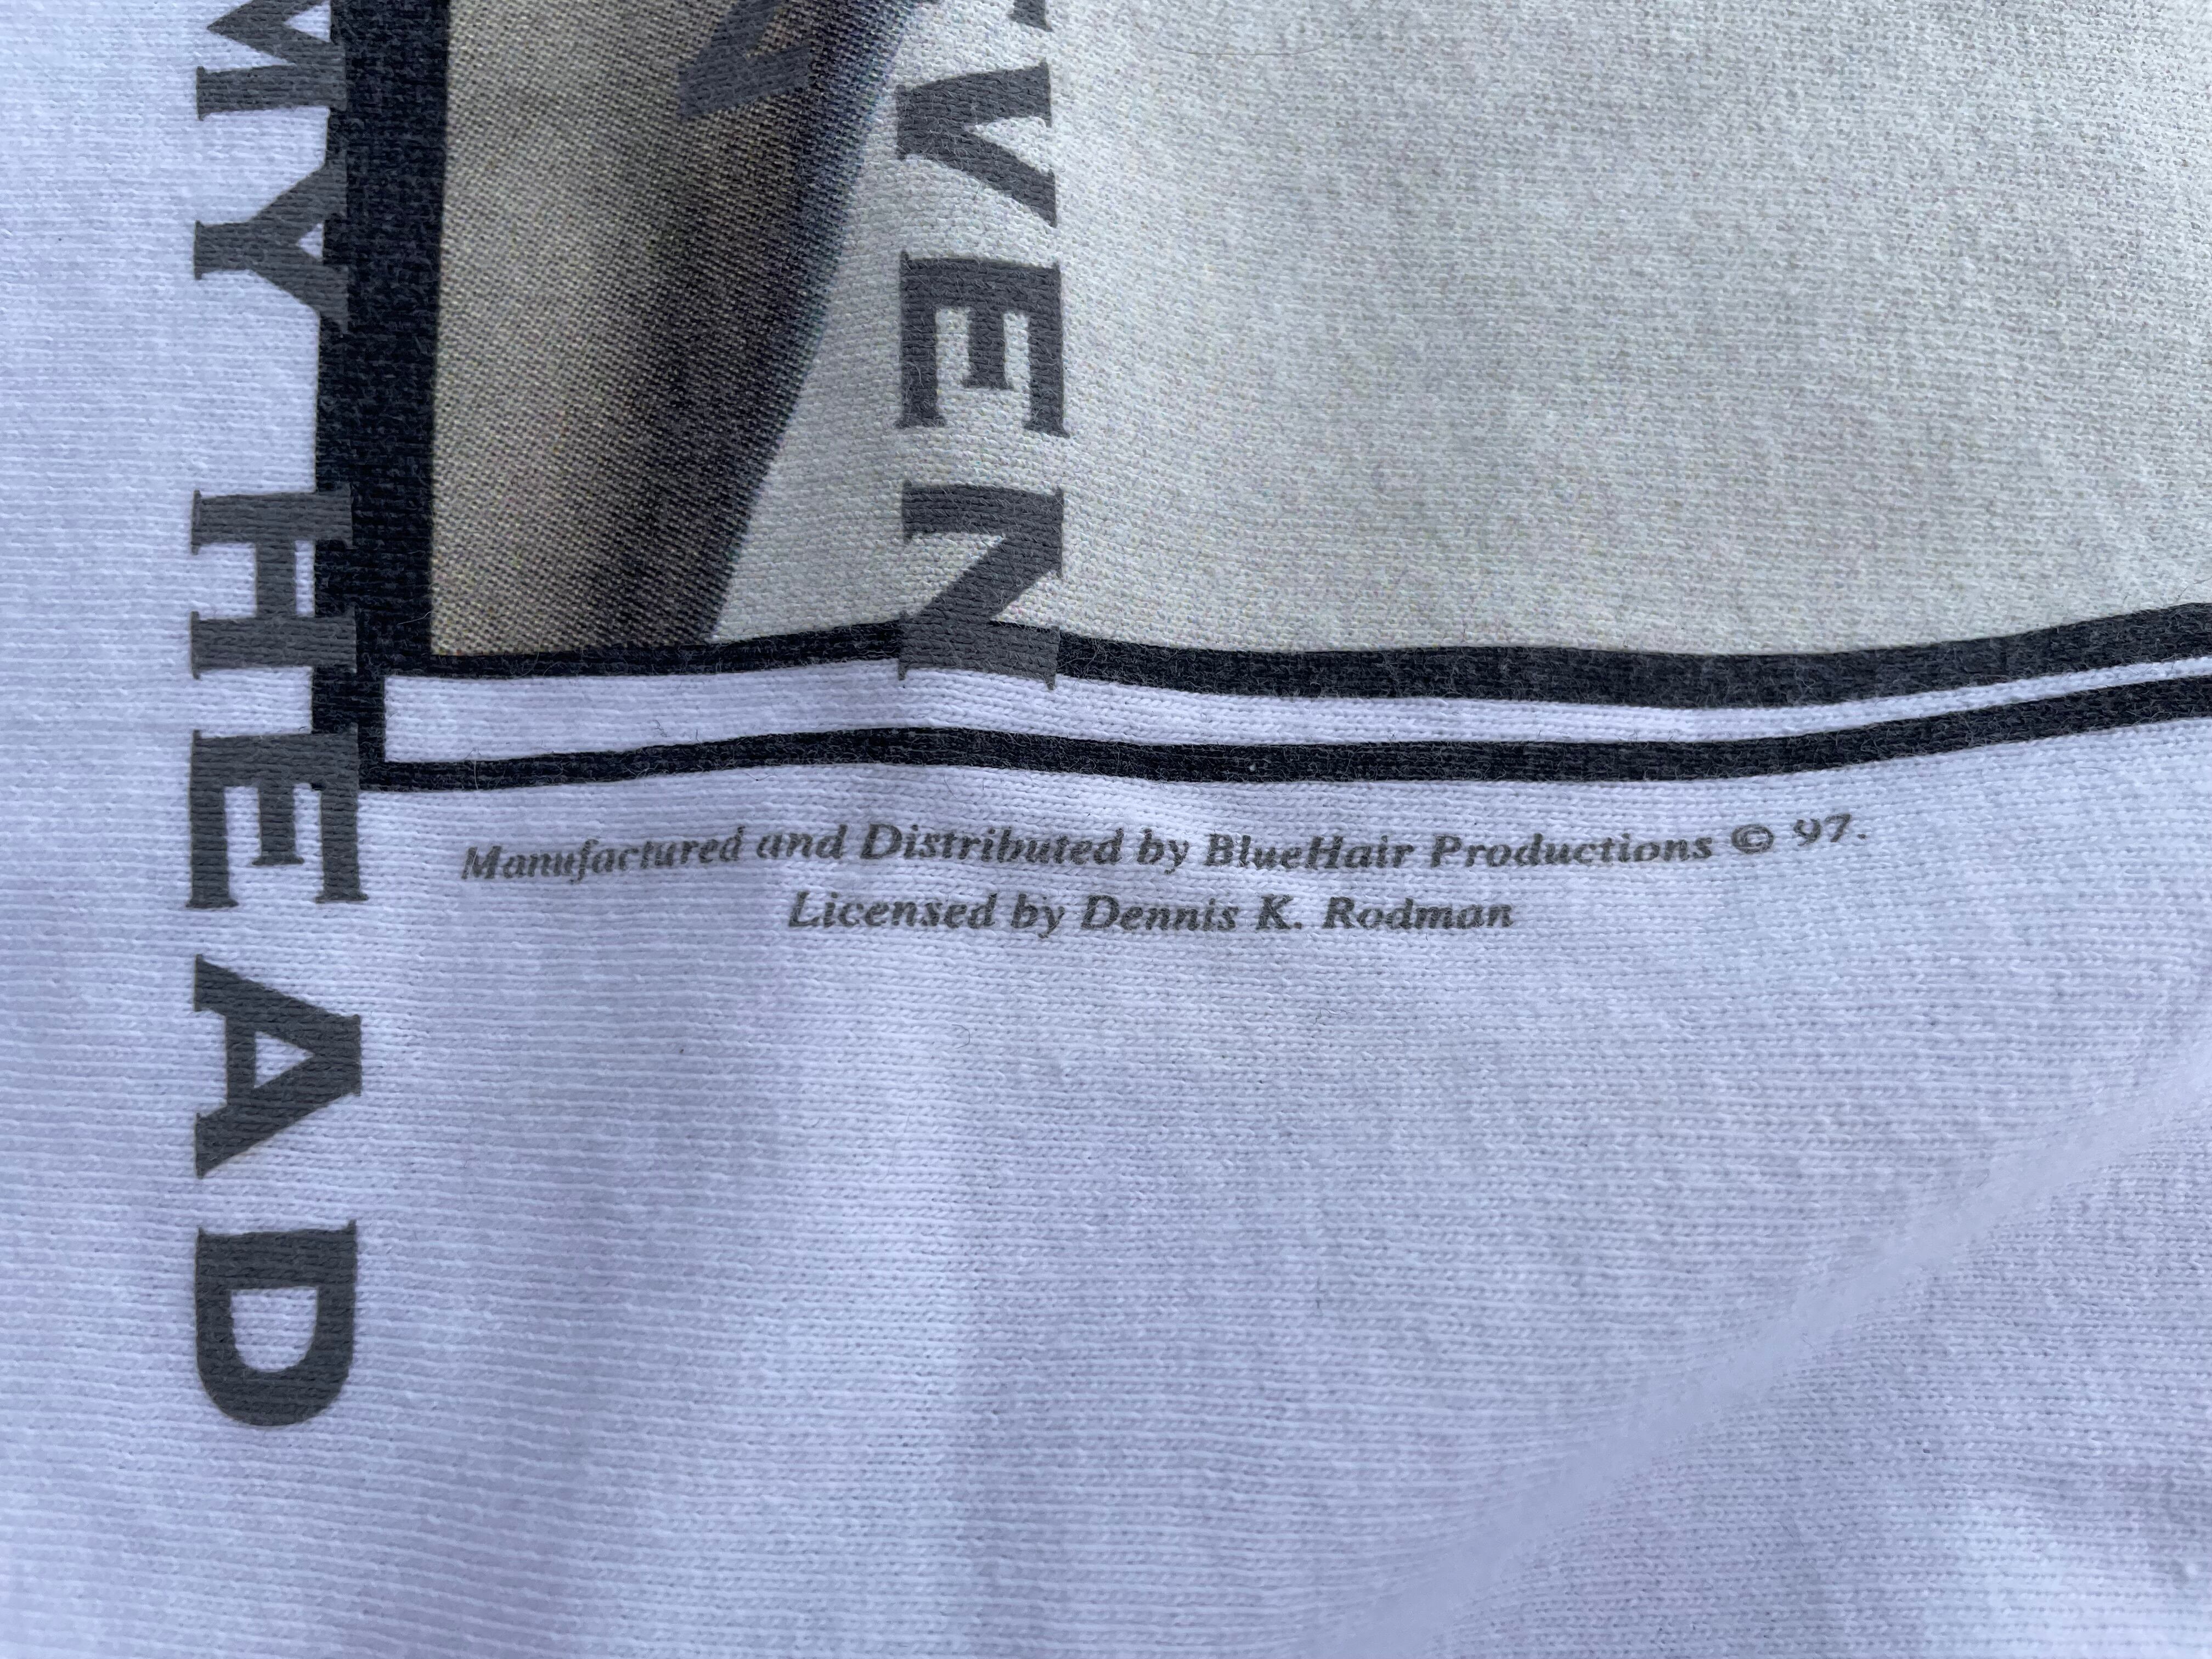 MY HEAD
VEN
Manufactured and Distributed by BlueHair Productions © 97.
Licensed by Dennis K. Rodman